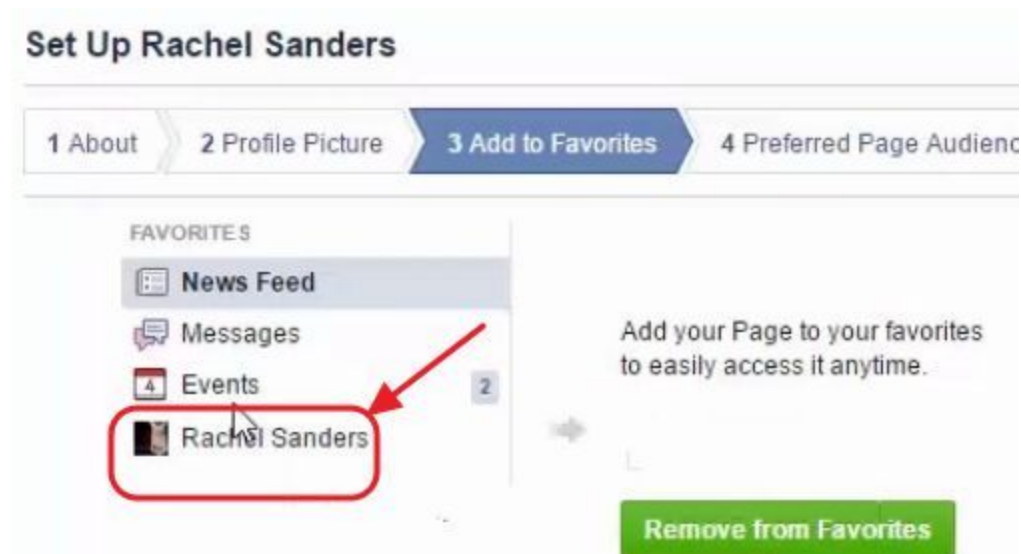 Set Up Rachel Sanders
1 About 2 Profile Picture 3 Add to Favorites 4 Preferred Page Audienc
FAVORITES
News Feed
Messages
4 Events 2
Rachel Sanders
Add your Page to your favorites
to easily access it anytime.
Remove from Favorites